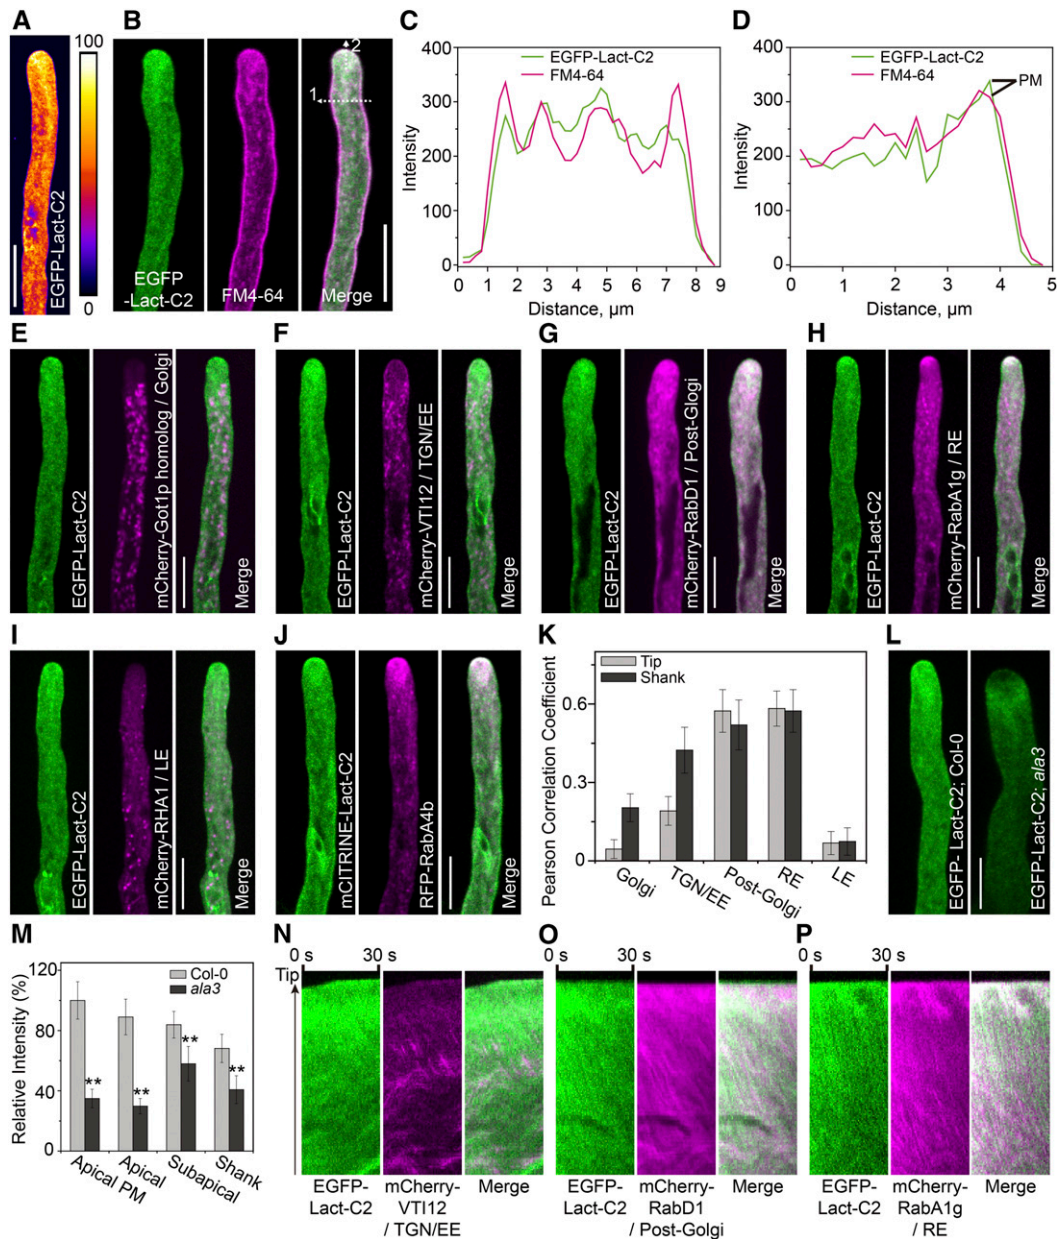 A
100
EGFP-Lact-C2
0
B
2
1
EGFP
-Lact-C2
FM4-64
Merge
C
400
300
200
100
0
Intensity
EGFP-Lact-C2
FM4-64
0 1 2 3 4 5 6 7 8 9
Distance, µm
D
400
300
200
100
0
Intensity
EGFP-Lact-C2
FM4-64
PM
0 1 2 3 4 5
Distance, µm
E
EGFP-Lact-C2
mCherry-Got1p homolog / Golgi
Merge
F
EGFP-Lact-C2
mCherry-VTI12 / TGN/EE
Merge
G
EGFP-Lact-C2
mCherry-RabD1 / Post-Glogi
Merge
H
EGFP-Lact-C2
mCherry-RabA1g / RE
Merge
I
EGFP-Lact-C2
mCherry-RHA1 / LE
Merge
J
mCITRINE-Lact-C2
RFP-RabA4b
Merge
K
Pearson Correlation Coefficient
0.6
0.3
0
Tip
Shank
Golgi
TGN/EE
Post-Golgi
RE
LE
L
EGFP- Lact-C2; Col-0
EGFP-Lact-C2; ala3
M
Relative Intensity (%)
120
80
40
0
Col-0
ala3
**
**
**
**
Apical PM
Apical
Subapical
Shank
N
0 s 30 s
Tip
EGFP-
Lact-C2
mCherry-
VTI12
/ TGN/EE
Merge
O
0 s 30 s
EGFP-
Lact-C2
mCherry-
RabD1
/ Post-Golgi
Merge
P
0 s 30 s
EGFP-
Lact-C2
mCherry-
RabA1g
/ RE
Merge